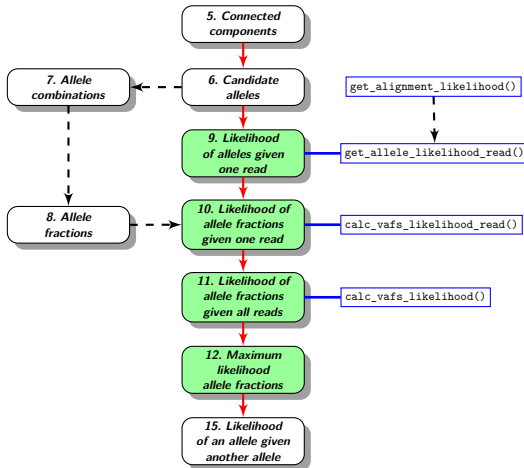 5. Connected
components
7. Allele
combinations
6. Candidate
alleles
get_alignment_likelihood()
9. Likelihood
of alleles given
one read
get_allele_likelihood_read()
8. Allele
fractions
10. Likelihood of
allele fractions
given one read
calc_vafs_likelihood_read()
11. Likelihood of
allele fractions
given all reads
calc_vafs_likelihood()
12. Maximum
likelihood
allele fractions
15. Likelihood
of an allele given
another allele